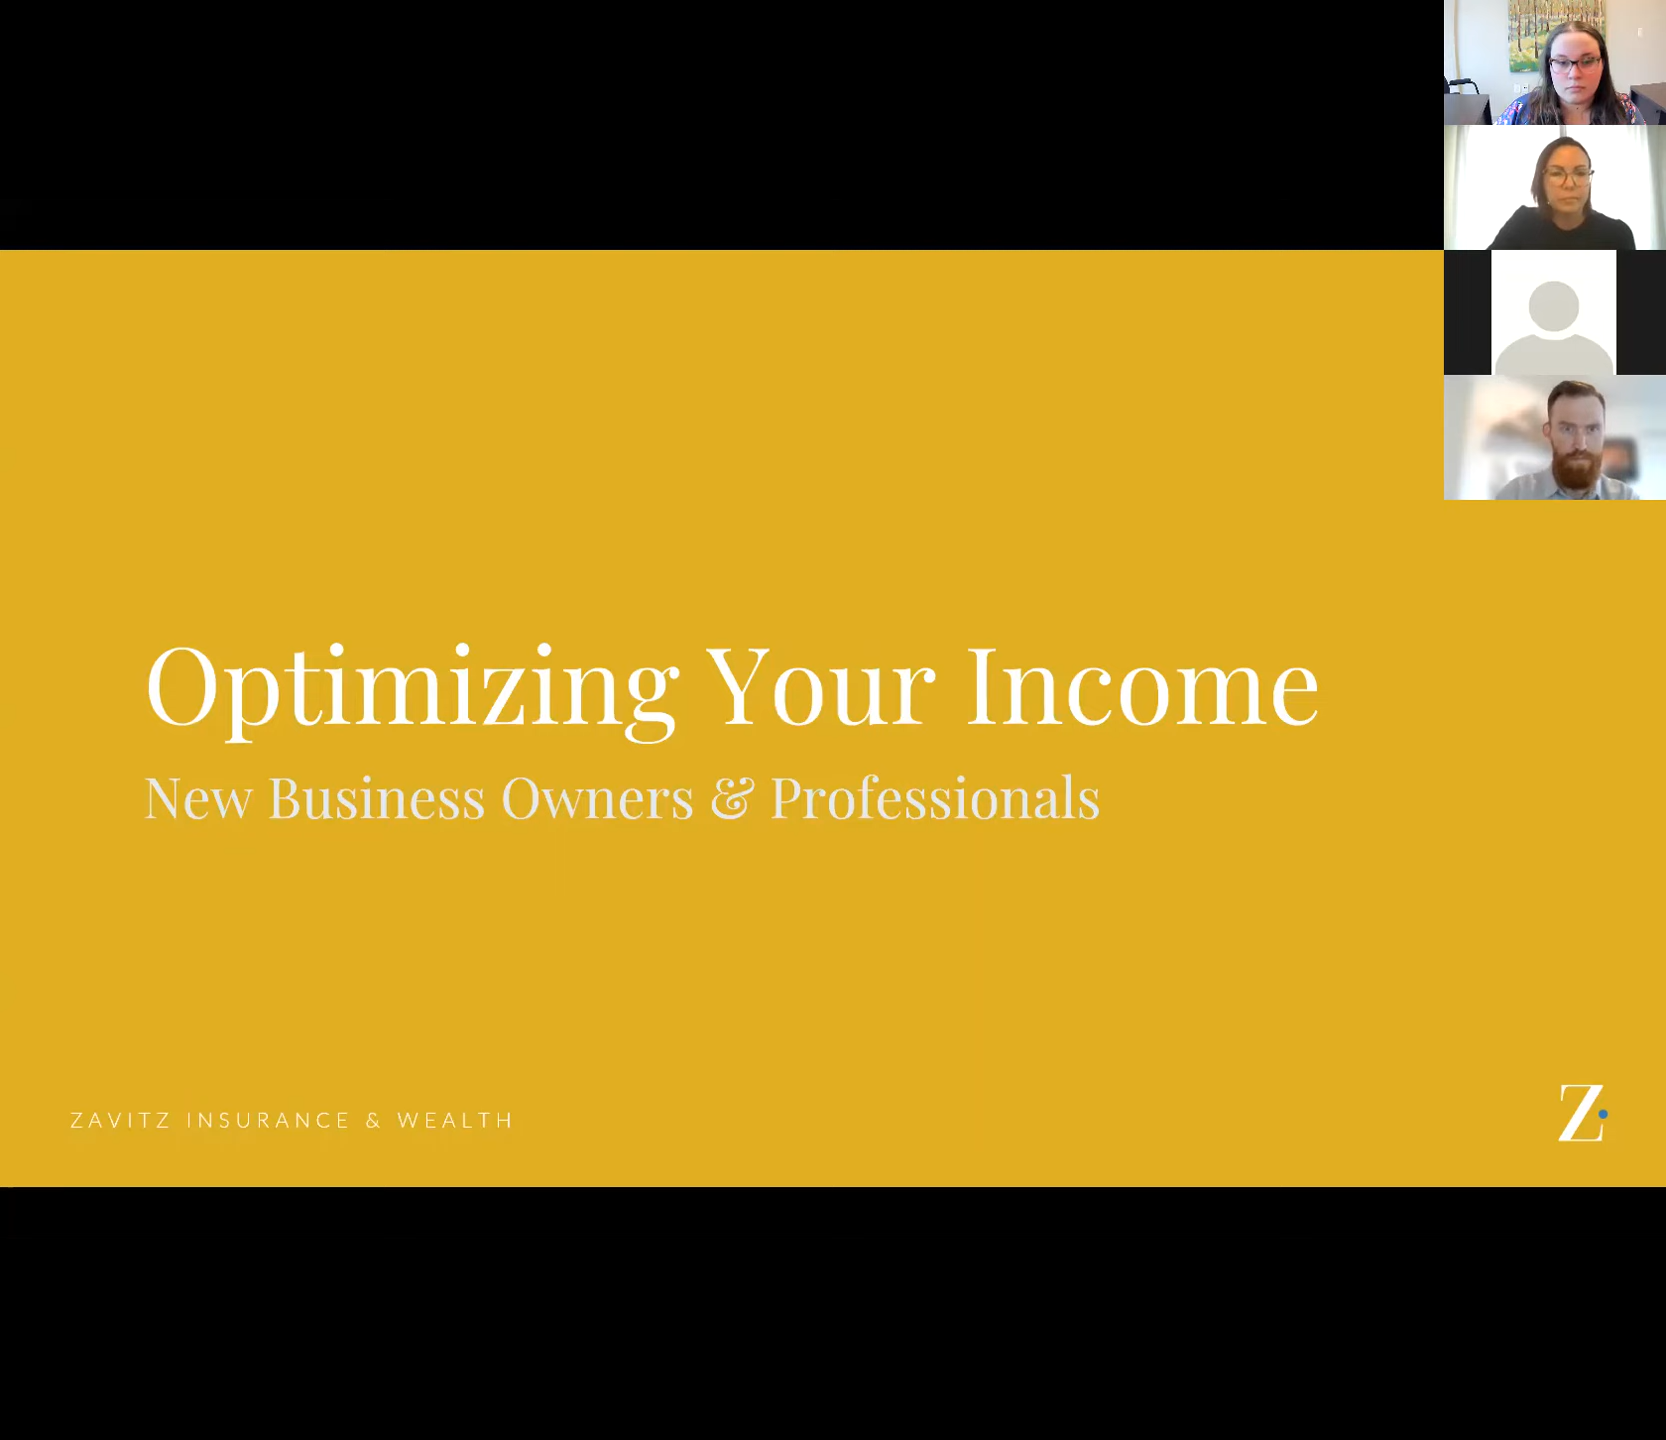 Optimizing Your Income
New Business Owners & Professionals
ZAVITZ INSURANCE & WEALTH
Z